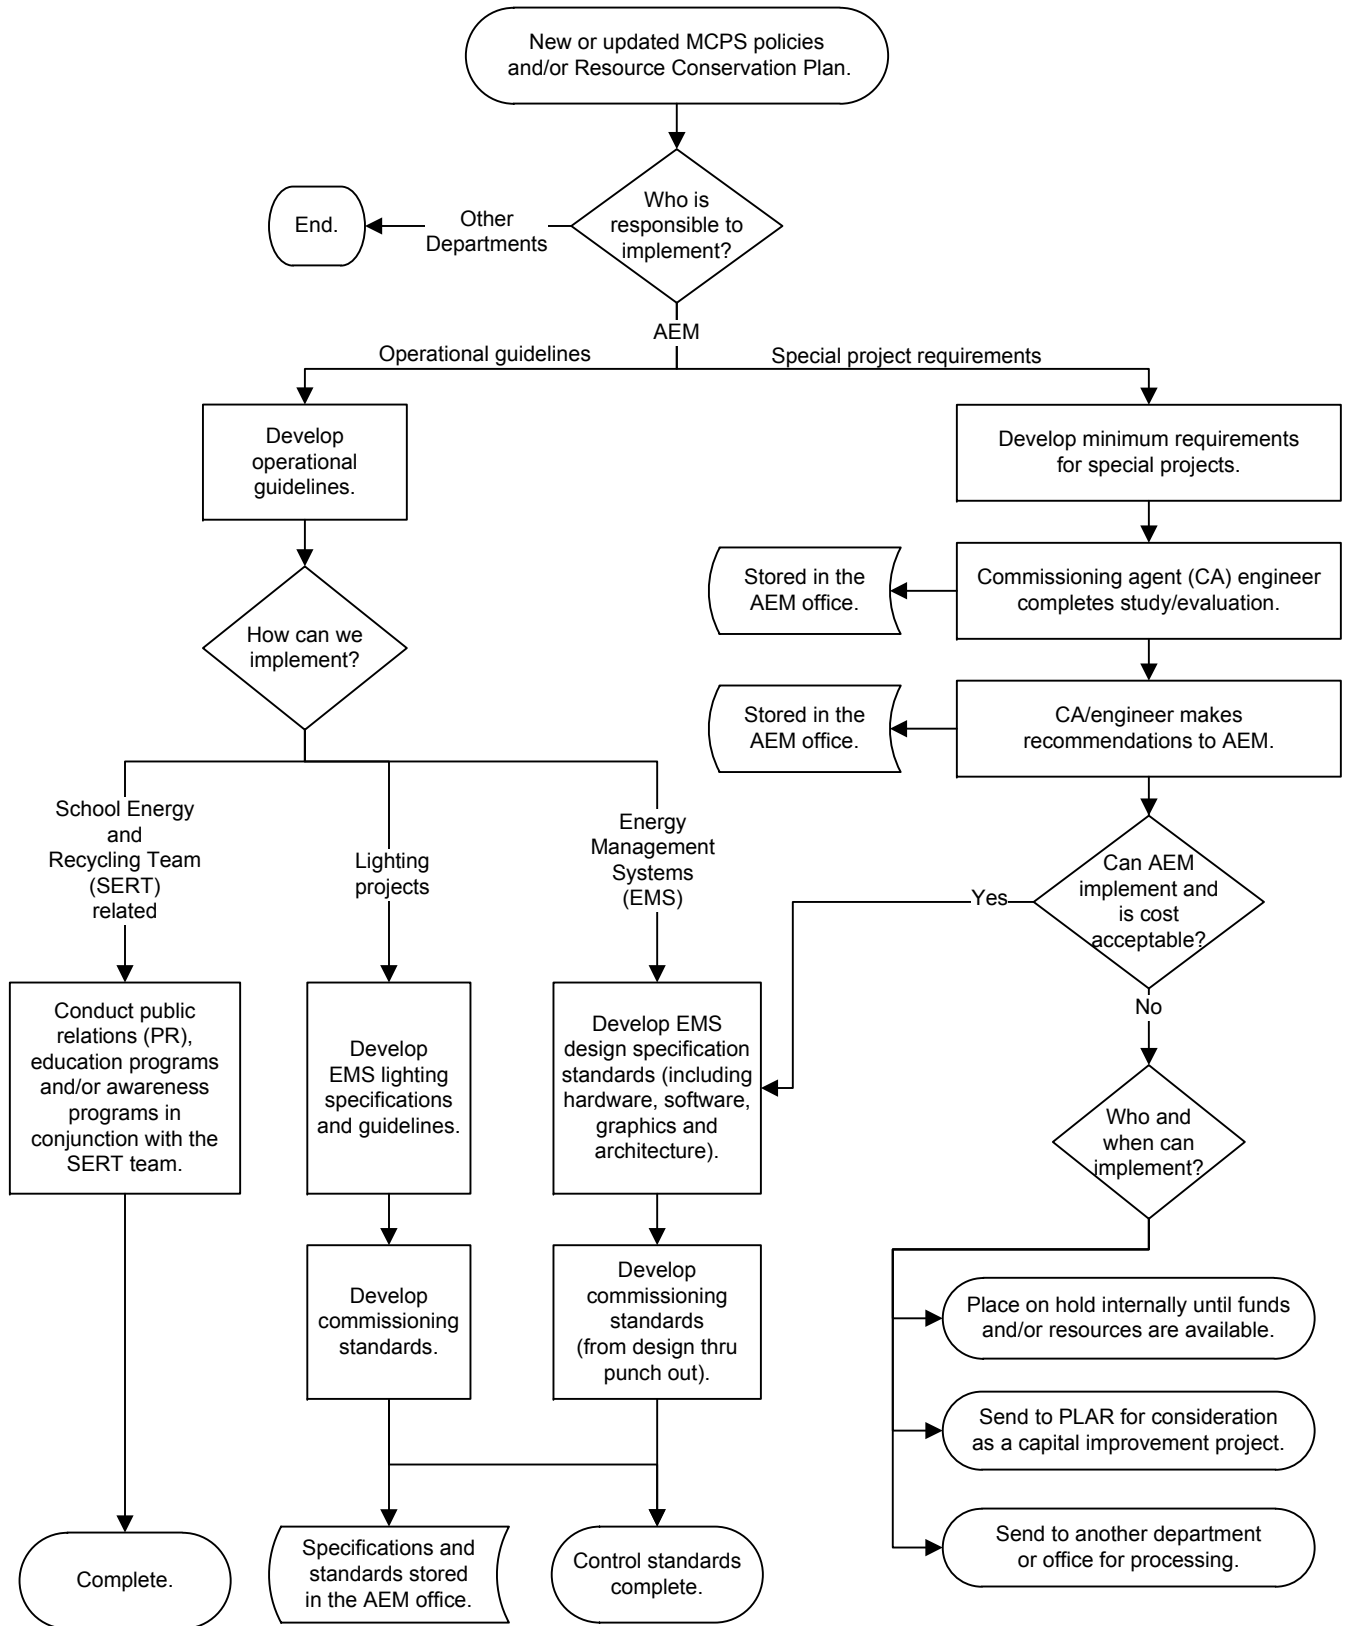 New or updated MCPS policies
and/or Resource Conservation Plan.
Who is
responsible to
implement?
Other
Departments
End.
AEM
Operational guidelines
Special project requirements
Develop
operational
guidelines.
Develop minimum requirements
for special projects.
Stored in the
AEM office.
Commissioning agent (CA) engineer
completes study/evaluation.
How can we
implement?
Stored in the
AEM office.
CA/engineer makes
recommendations to AEM.
School Energy
and
Recycling Team
(SERT)
related
Lighting
projects
Energy
Management
Systems
(EMS)
Can AEM
implement and
is cost
acceptable?
Yes
No
Conduct public
relations (PR),
education programs
and/or awareness
programs in
conjunction with the
SERT team.
Develop
EMS lighting
specifications
and guidelines.
Develop EMS
design specification
standards (including
hardware, software,
graphics and
architecture).
Who and
when can
implement?
Develop
commissioning
standards.
Develop
commissioning
standards
(from design thru
punch out).
Place on hold internally until funds
and/or resources are available.
Send to PLAR for consideration
as a capital improvement project.
Send to another department
or office for processing.
Complete.
Specifications and
standards stored
in the AEM office.
Control standards
complete.